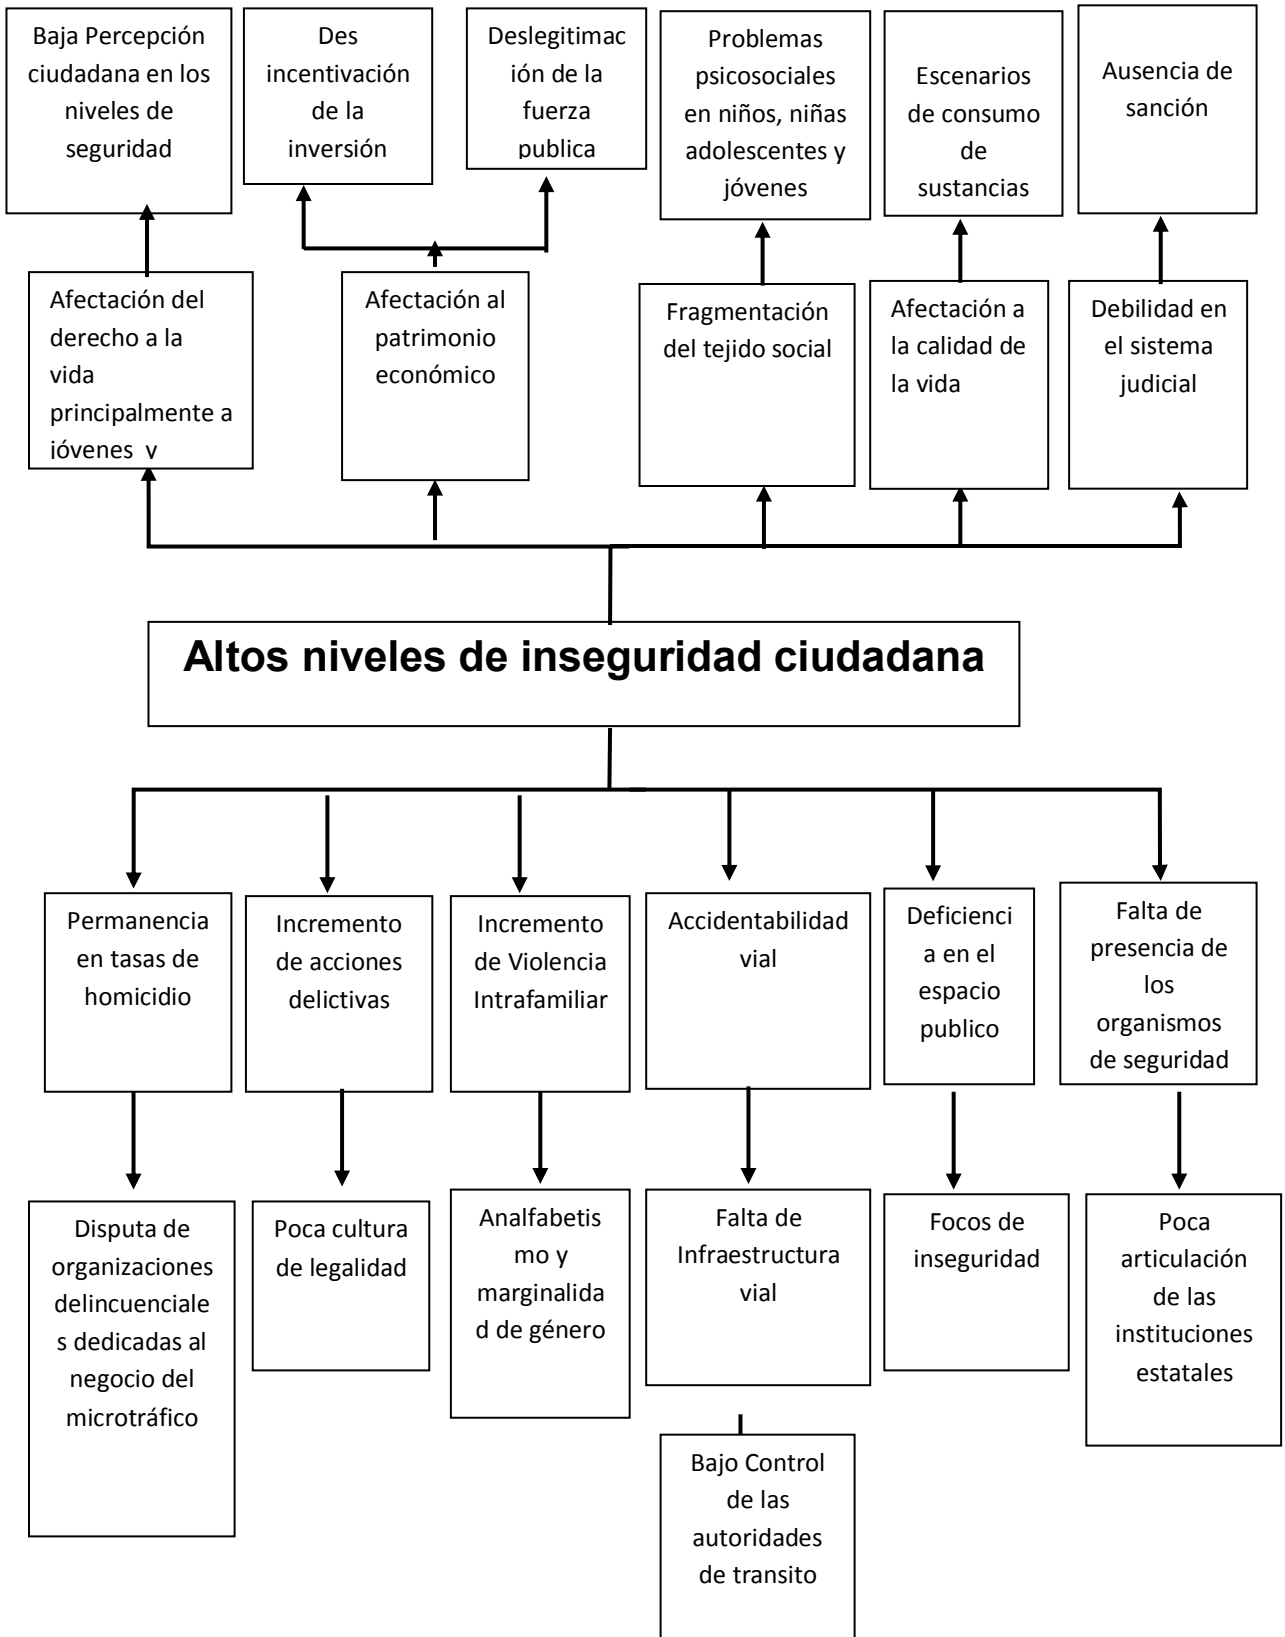 Baja Percepción
ciudadana en los
niveles de
seguridad
Des
incentivación
de la
inversión
Deslegitimac
ión de la
fuerza
publica
Problemas
psicosociales
en niños, niñas
adolescentes y
jóvenes
Escenarios
de consumo
de
sustancias
Ausencia de
sanción
Afectación del
derecho a la
vida
principalmente a
jóvenes y
Afectación al
patrimonio
económico
Fragmentación
del tejido social
Afectación a
la calidad de
la vida
Debilidad en
el sistema
judicial
Altos niveles de inseguridad ciudadana
Permanencia
en tasas de
homicidio
Incremento
de acciones
delictivas
Incremento
de Violencia
Intrafamiliar
Accidentabilidad
vial
Deficienci
a en el
espacio
publico
Falta de
presencia de
los
organismos
de seguridad
Disputa de
organizaciones
delincuenciale
s dedicadas al
negocio del
microtráfico
Poca cultura
de legalidad
Analfabetis
mo y
marginalida
d de género
Falta de
Infraestructura
vial
Focos de
inseguridad
Poca
articulación
de las
instituciones
estatales
Bajo Control
de las
autoridades
de transito